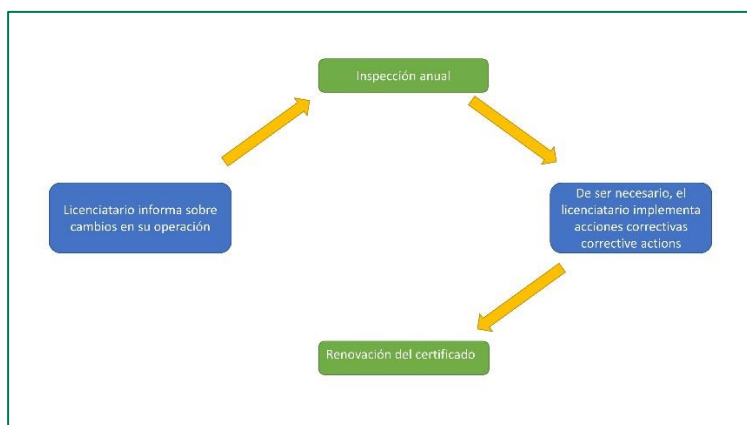 Inspección anual
Licenciatario informa sobre
cambios en su operación
De ser necesario, el
licenciatario implementa
acciones correctivas
corrective actions
Renovación del certificado